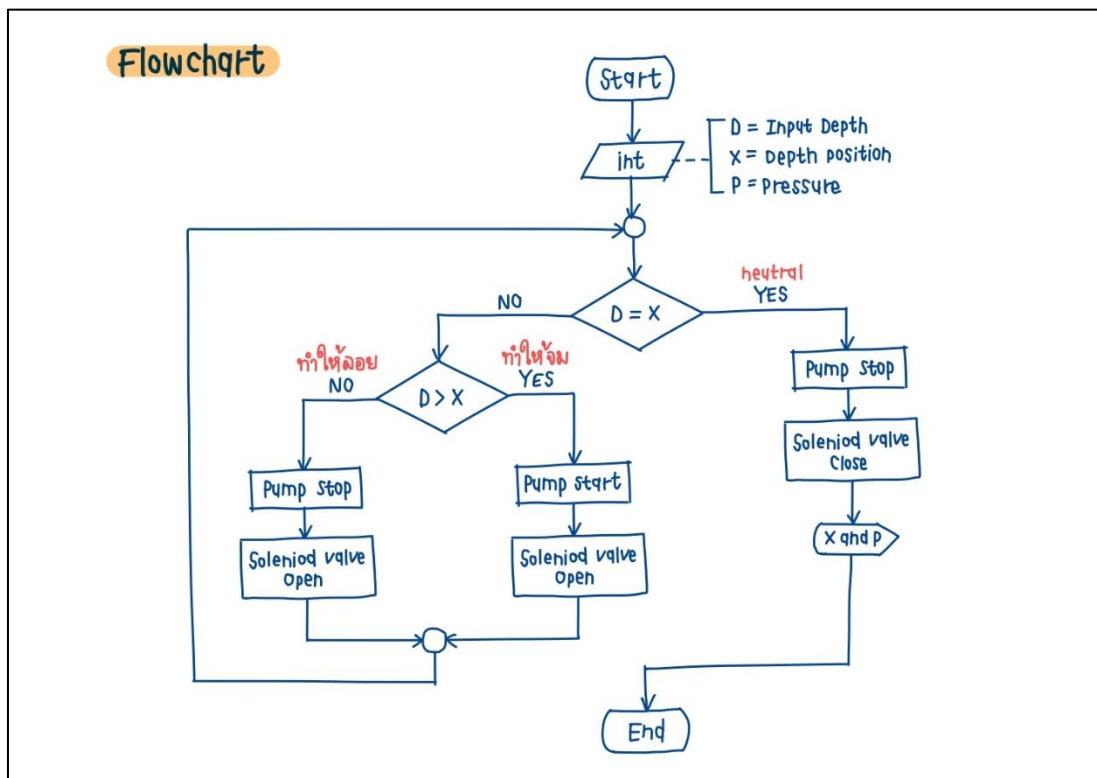 Flowchart
Start
int
D = Input Depth
X = Depth position
P = Pressure
neutral
YES
NO
D = X
ทำให้ลอย
NO
ทำให้จม
YES
D > X
Pump stop
Soleniod valve
Close
X and P
Pump stop
Soleniod valve
Open
Pump start
Soleniod valve
Open
End